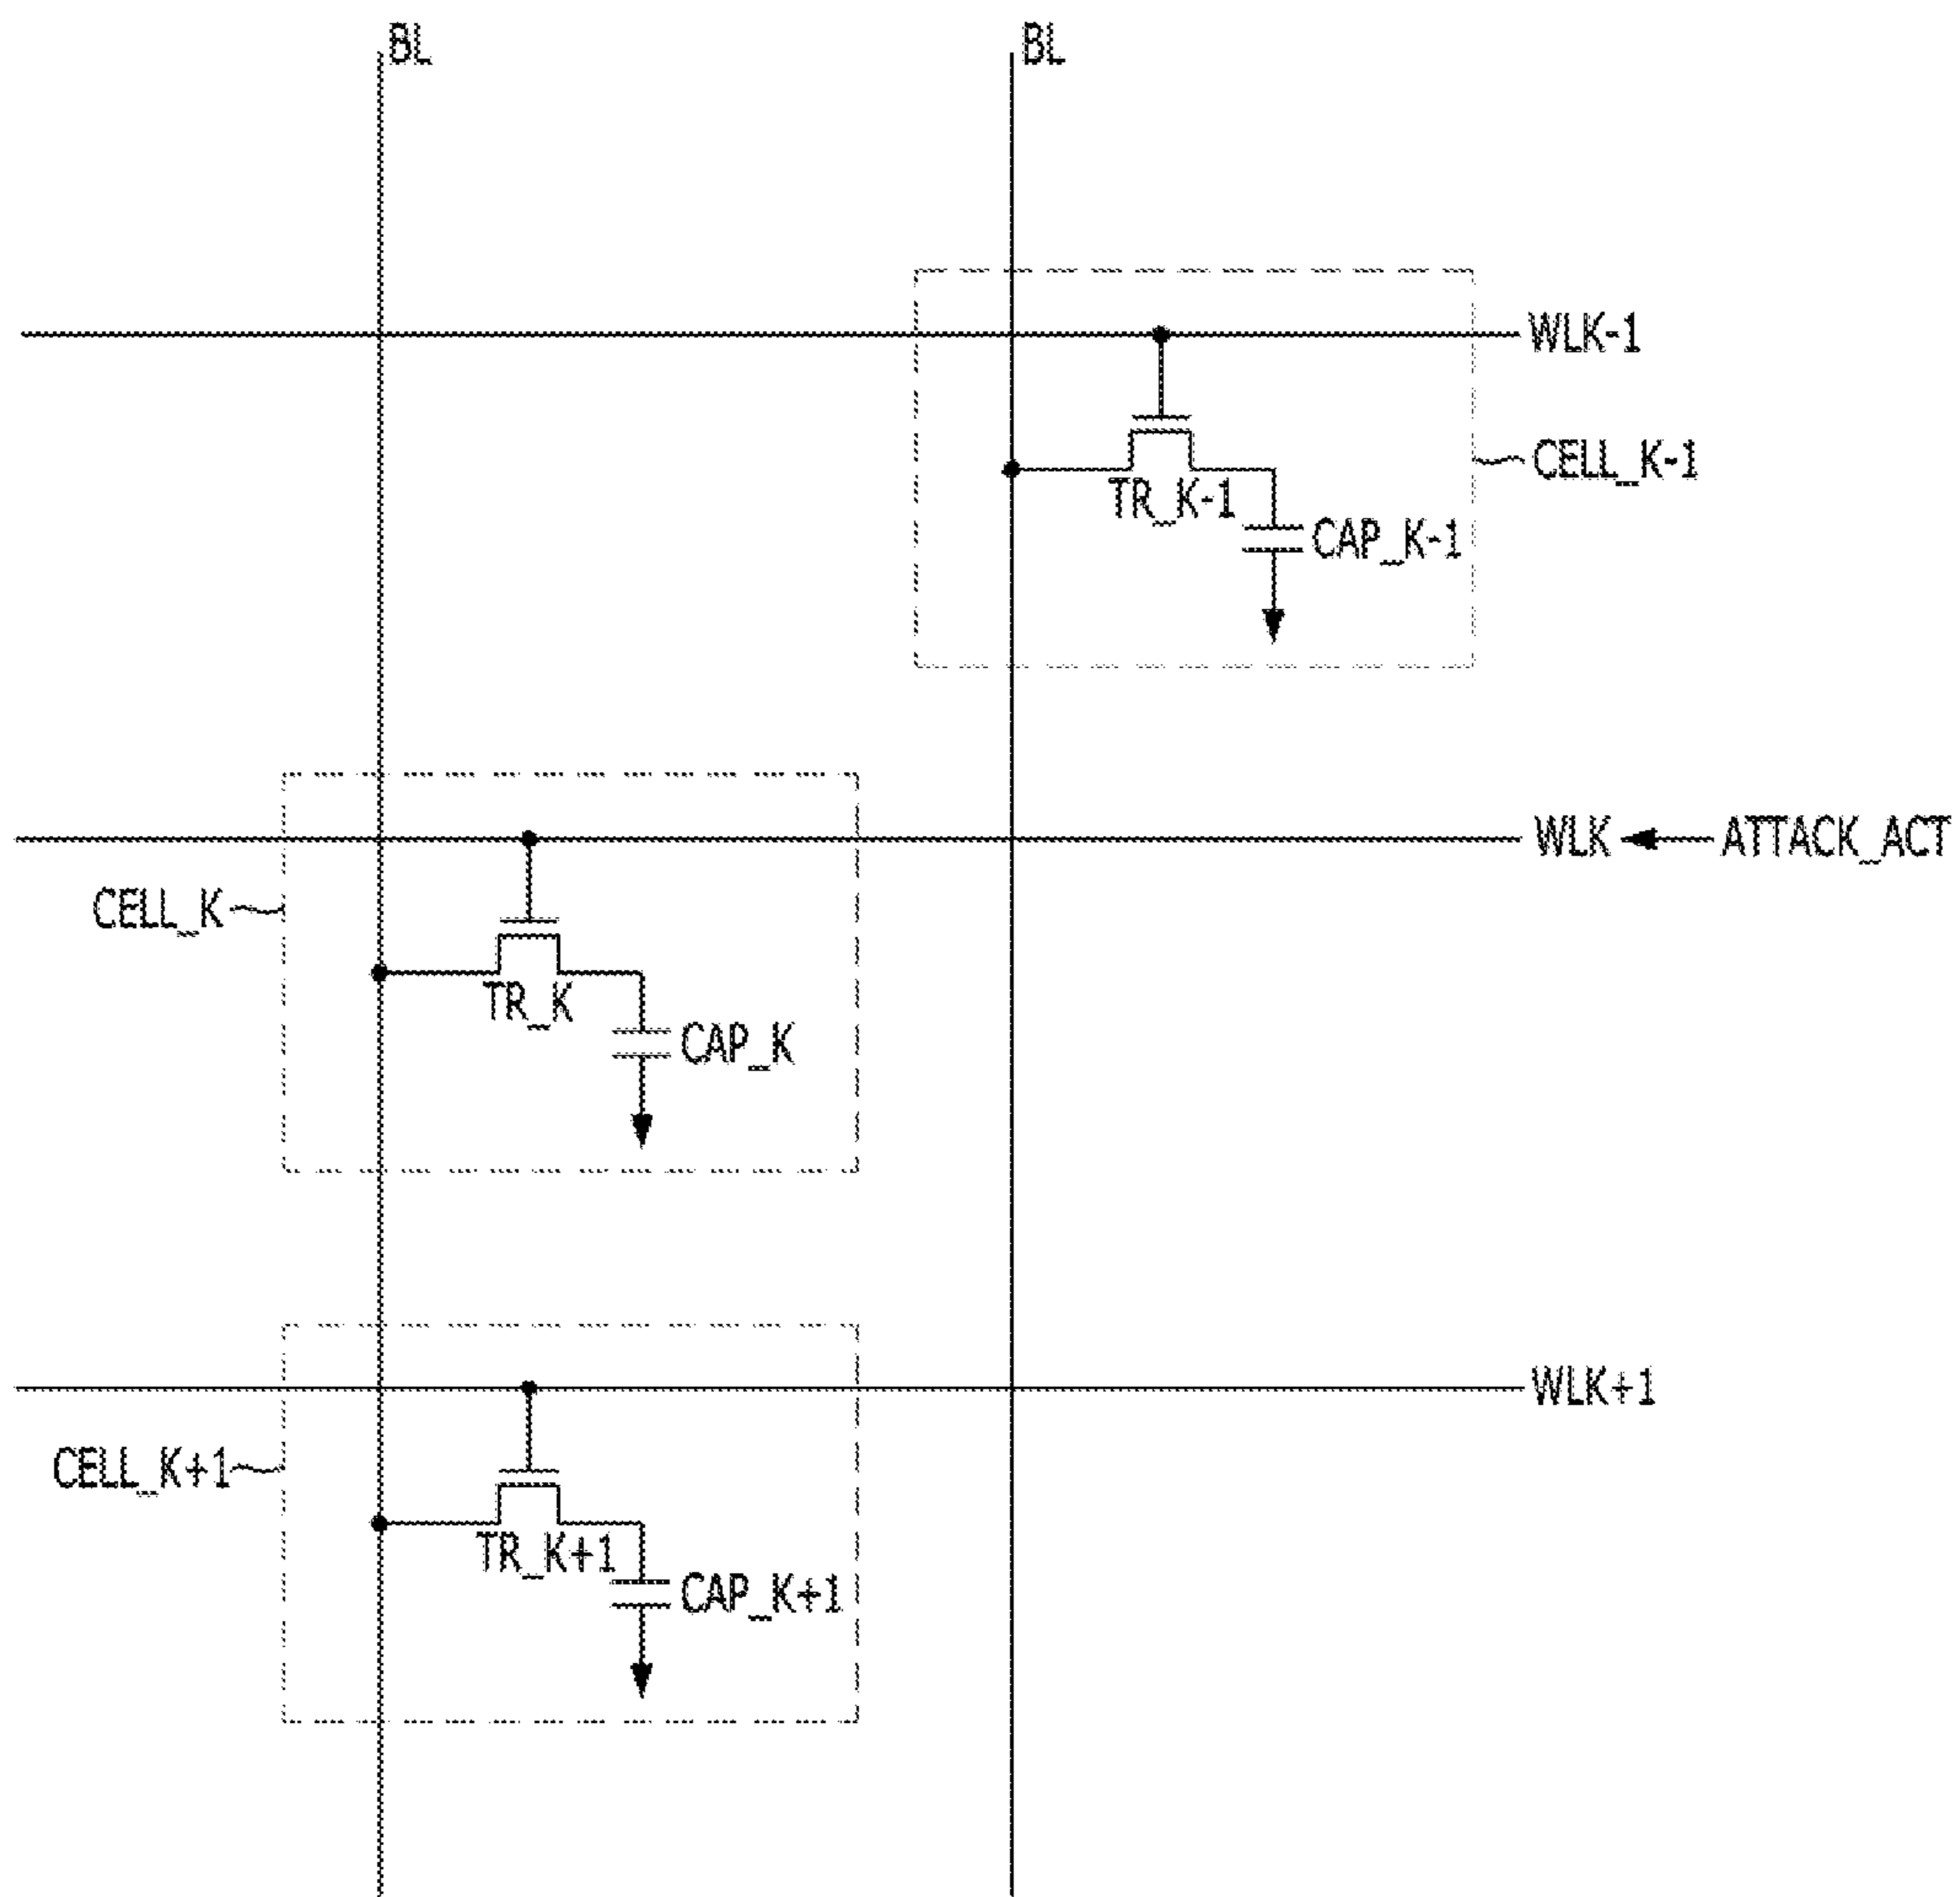 BL
BL
WLK-1
CELL_K-1
TR_K-1
CAP_K-1
WLK
ATTACK_ACT
CELL_K
TR_K
CAP_K
WLK+1
CELL_K+1
TR_K+1
CAP_K+1